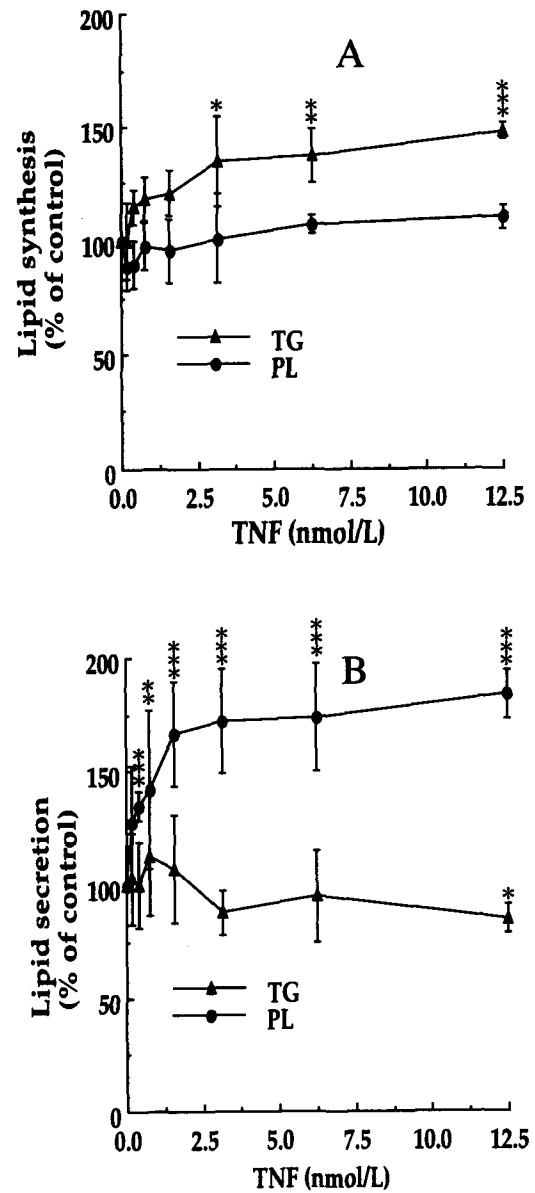 200
A
*
**
***
150
100
50
0
Lipid synthesis
(% of control)
TG
PL
0.0 2.5 5.0 7.5 10.0 12.5
TNF (nmol/L)
***
**
***
***
***
***
200
B
150
100
50
0
*
Lipid secretion
(% of control)
TG
PL
0.0 2.5 5.0 7.5 10.0 12.5
TNF (nmol/L)